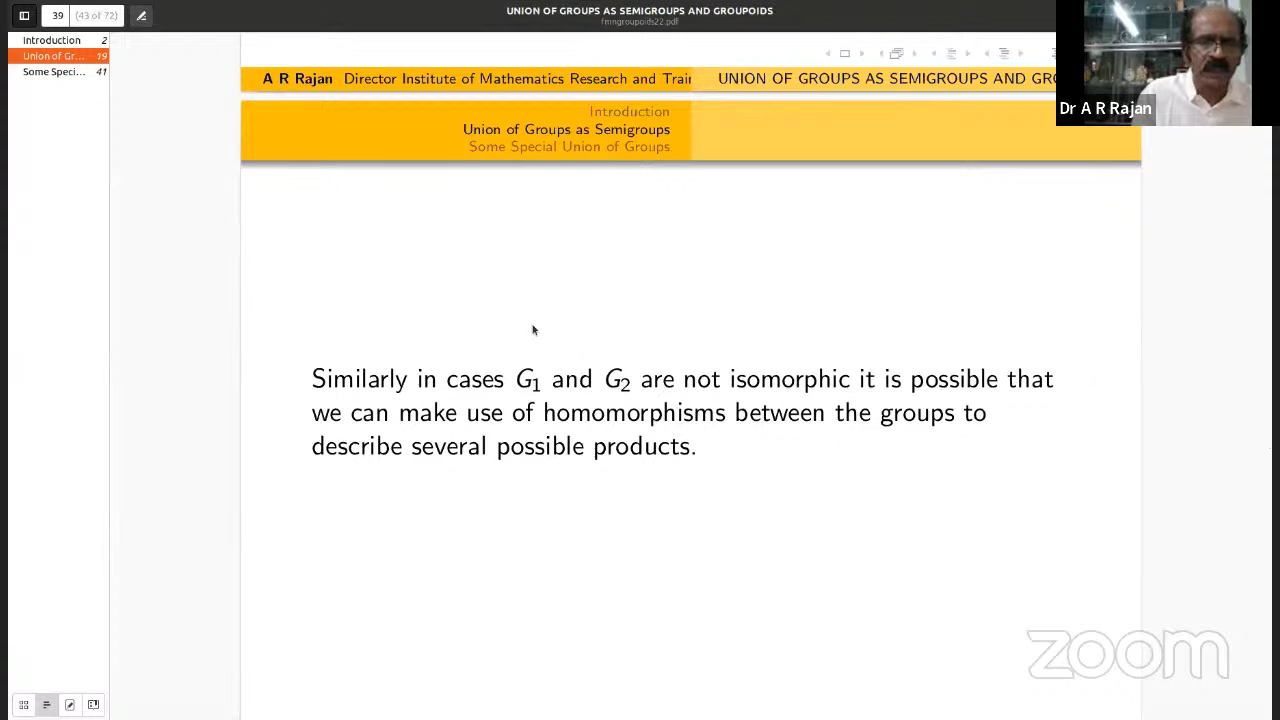 39 (43 of 72)
UNION OF GROUPS AS SEMIGROUPS AND GROUPOIDS
fmngroupoids22.pdf
Introduction 2
Union of Gr... 19
Some Speci... 41
A R Rajan Director Institute of Mathematics Research and Trai
UNION OF GROUPS AS SEMIGROUPS AND GRO
Dr A R Rajan
Introduction
Union of Groups as Semigroups
Some Special Union of Groups
Similarly in cases G₁ and G₂ are not isomorphic it is possible that
we can make use of homomorphisms between the groups to
describe several possible products.
zoom